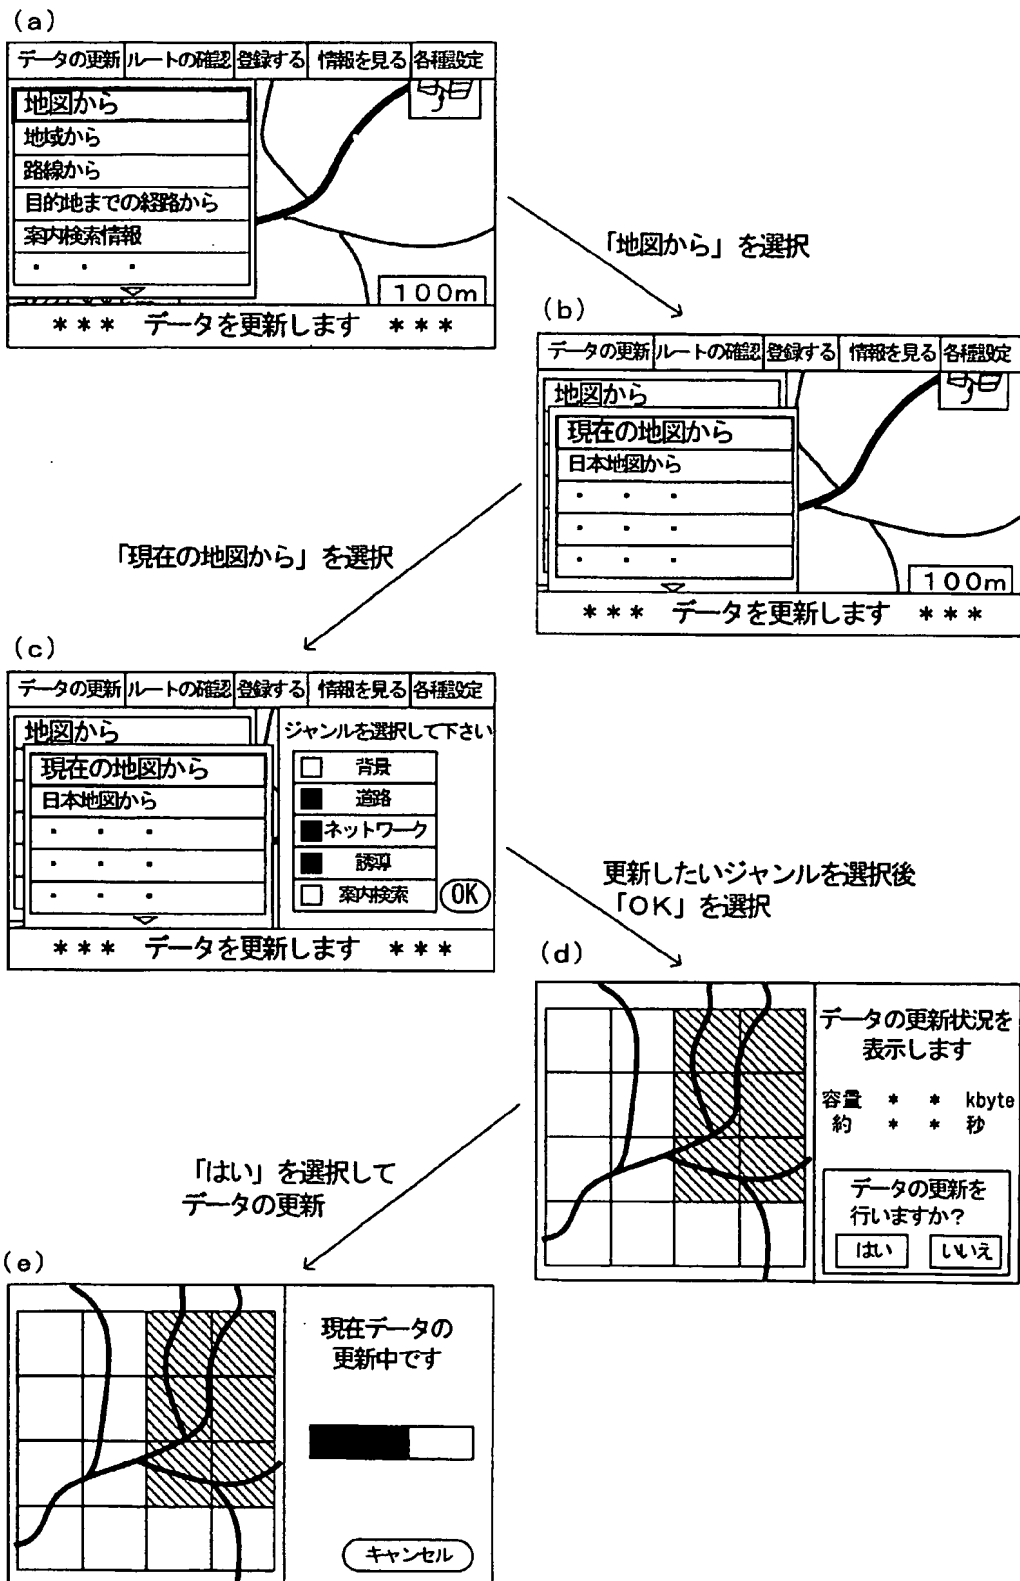 (a)
データの更新 ルートの確認 登録する 情報を見る 各種設定
地図から
地域から
路線から
目的地までの経路から
案内検索情報
・ ・ ・
100m
*** データを更新します ***
「地図から」を選択
(b)
データの更新 ルートの確認 登録する 情報を見る 各種設定
地図から
現在の地図から
日本地図から
・ ・ ・
・ ・ ・
・ ・ ・
100m
*** データを更新します ***
「現在の地図から」を選択
(c)
データの更新 ルートの確認 登録する 情報を見る 各種設定
地図から
現在の地図から
日本地図から
・ ・ ・
・ ・ ・
・ ・ ・
ジャンルを選択して下さい
背景
道路
ネットワーク
誘導
案内検索
OK
*** データを更新します ***
更新したいジャンルを選択後
「OK」を選択
(d)
データの更新状況を
表示します
容量 * * kbyte
約 * * 秒
データの更新を
行いますか?
はい いいえ
「はい」を選択して
データの更新
(e)
現在データの
更新中です
キャンセル